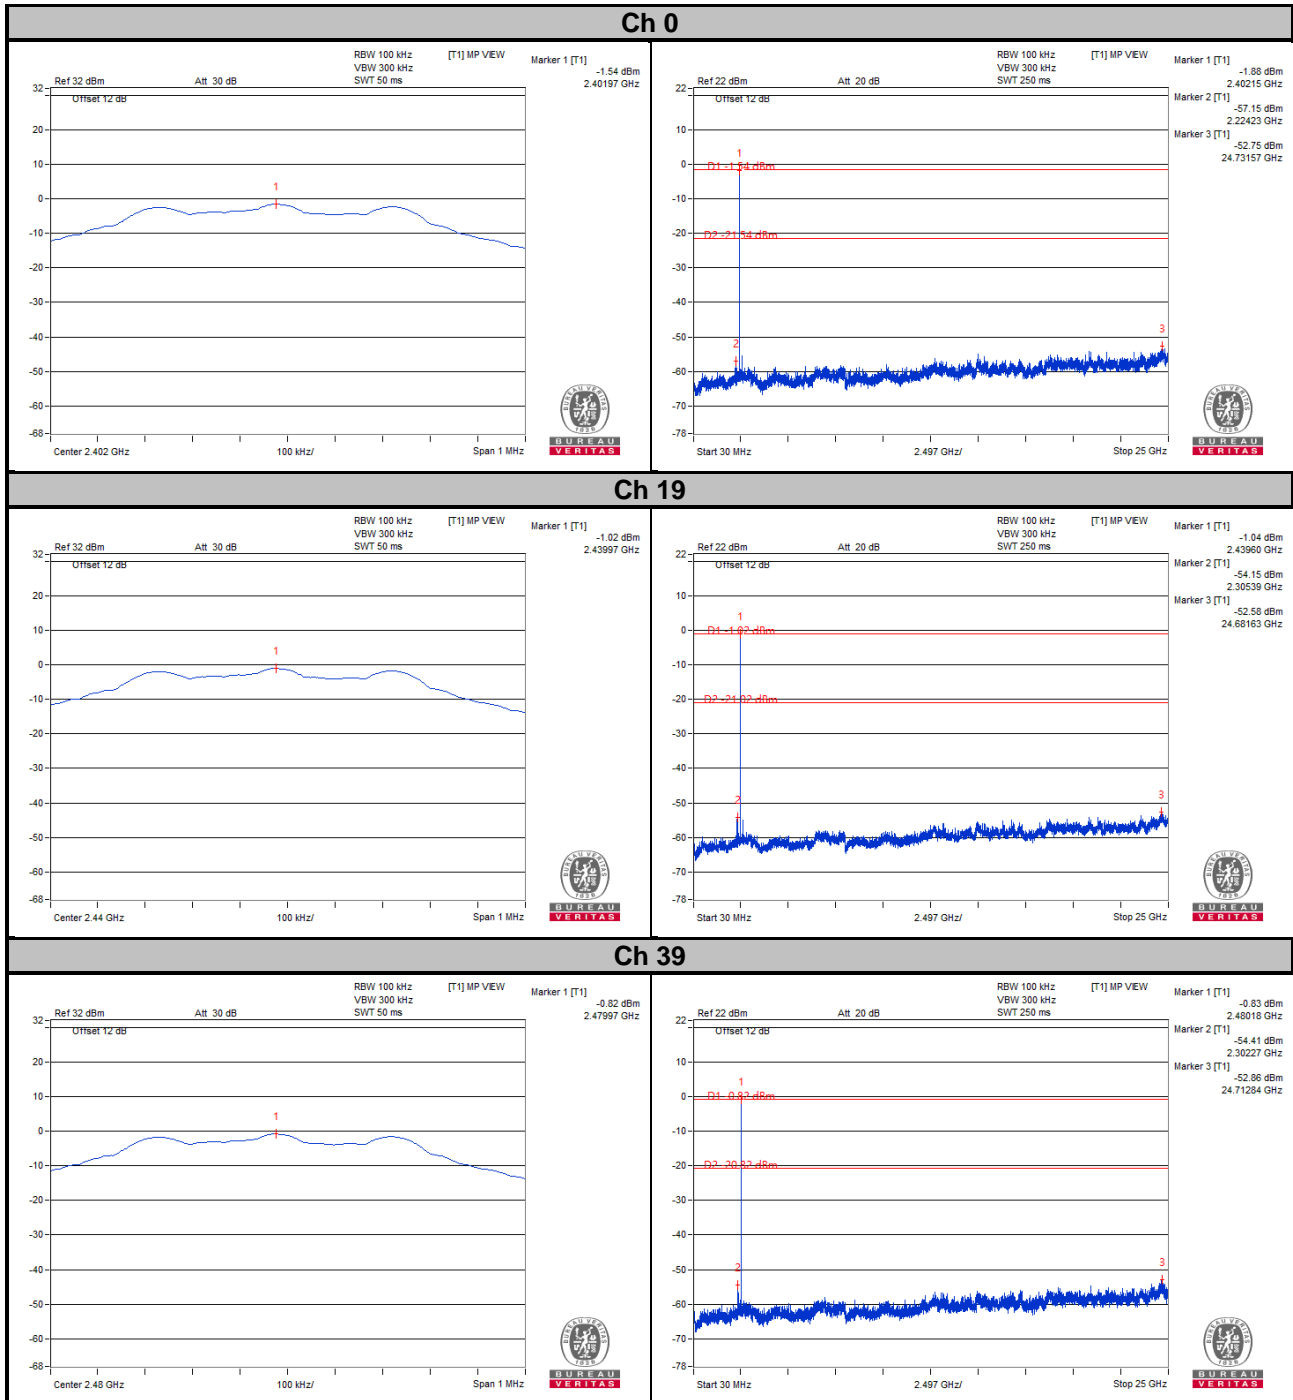 Ch 0
RBW 100 kHz [T1] MP VIEW
VBW 300 kHz
Ref 32 dBm Att 30 dB SWT 50 ms
Marker 1 [T1]
-1.54 dBm
2.40197 GHz
Offset 12 dB
32
20
10
0
-10
-20
-30
-40
-50
-60
-68
1
Center 2.402 GHz 100 kHz/ Span 1 MHz
BUREAU VERITAS
1828
BUREAU
VERITAS
RBW 100 kHz [T1] MP VIEW
VBW 300 kHz
Ref 22 dBm Att 20 dB SWT 250 ms
Marker 1 [T1]
-1.88 dBm
2.40215 GHz
Marker 2 [T1]
-57.15 dBm
2.22423 GHz
Marker 3 [T1]
-52.75 dBm
24.73157 GHz
Offset 12 dB
22
10
0
-10
-20
-30
-40
-50
-60
-70
-78
1
D1 -1.54 dBm
D2 -21.54 dBm
2
3
Start 30 MHz 2.497 GHz/ Stop 25 GHz
BUREAU VERITAS
1828
BUREAU
VERITAS
Ch 19
RBW 100 kHz [T1] MP VIEW
VBW 300 kHz
Ref 32 dBm Att 30 dB SWT 50 ms
Marker 1 [T1]
-1.02 dBm
2.43997 GHz
Offset 12 dB
32
20
10
0
-10
-20
-30
-40
-50
-60
-68
1
Center 2.44 GHz 100 kHz/ Span 1 MHz
BUREAU VERITAS
1828
BUREAU
VERITAS
RBW 100 kHz [T1] MP VIEW
VBW 300 kHz
Ref 22 dBm Att 20 dB SWT 250 ms
Marker 1 [T1]
-1.04 dBm
2.43960 GHz
Marker 2 [T1]
-54.15 dBm
2.30539 GHz
Marker 3 [T1]
-52.58 dBm
24.68163 GHz
Offset 12 dB
22
10
0
-10
-20
-30
-40
-50
-60
-70
-78
1
D1 -1.02 dBm
D2 -21.02 dBm
2
3
Start 30 MHz 2.497 GHz/ Stop 25 GHz
BUREAU VERITAS
1828
BUREAU
VERITAS
Ch 39
RBW 100 kHz [T1] MP VIEW
VBW 300 kHz
Ref 32 dBm Att 30 dB SWT 50 ms
Marker 1 [T1]
-0.82 dBm
2.47997 GHz
Offset 12 dB
32
20
10
0
-10
-20
-30
-40
-50
-60
-68
1
Center 2.48 GHz 100 kHz/ Span 1 MHz
BUREAU VERITAS
1828
BUREAU
VERITAS
RBW 100 kHz [T1] MP VIEW
VBW 300 kHz
Ref 22 dBm Att 20 dB SWT 250 ms
Marker 1 [T1]
-0.83 dBm
2.48018 GHz
Marker 2 [T1]
-54.41 dBm
2.30227 GHz
Marker 3 [T1]
-52.86 dBm
24.71284 GHz
Offset 12 dB
22
10
0
-10
-20
-30
-40
-50
-60
-70
-78
1
D1 -0.82 dBm
D2 -20.82 dBm
2
3
Start 30 MHz 2.497 GHz/ Stop 25 GHz
BUREAU VERITAS
1828
BUREAU
VERITAS